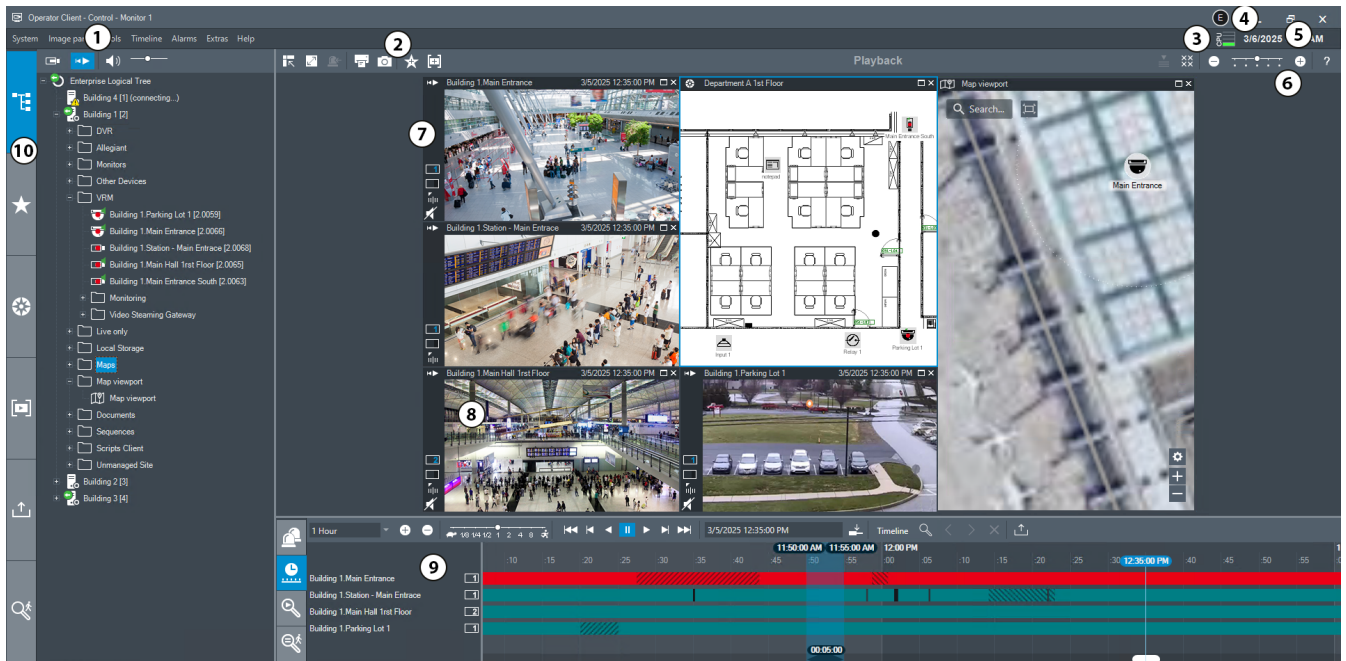 Operator Client - Control - Monitor 1
E
4
System Image pa 1 ls Timeline Alarms Extras Help
2
3
3/6/2025 5 AM
Playback
?
6
Enterprise Logical Tree
Building 4 [1] (connecting...)
Building 1 [2]
DVR
Allegiant
10
Monitors
Other Devices
VRM
Building 1.Parking Lot 1 [2.0059]
Building 1.Main Entrance [2.0066]
Building 1.Station - Main Entrace [2.0068]
Building 1.Main Hall 1rst Floor [2.0065]
Building 1.Main Entrance South [2.0063]
Monitoring
Video Steaming Gateway
Live only
Local Storage
Maps
Map viewport
Map viewport
Documents
Sequences
Scripts Client
Unmanaged Site
Building 2 [3]
Building 3 [4]
Building 1.Main Entrance 3/5/2025 12:35:00 PM
7
1
Building 1.Station - Main Entrace 3/5/2025 12:35:00 PM
1
Building 1.Main Hall 1rst Floor 3/5/2025 12:35:00 PM
8
2
Department A 1st Floor
Main Entrance South
notepad
Input 1
Relay 1
Parking Lot 1
Building 1.Parking Lot 1 3/5/2025 12:35:00 PM
1
Map viewport
Search...
Main Entrance
1 Hour
1/8 1/4 1/2 1 2 4 8
3/5/2025 12:35:00 PM
Timeline
11:50:00 AM 11:55:00 AM 12:00 PM
:10 :15 :20 :25 :30 :35 :40 :45 :50 :55 :00 :05 :10 :15 :20 :25 :30 12:35:00 PM :40 :45 :50 :55
9
Building 1.Main Entrance 1
Building 1.Station - Main Entrace 1
Building 1.Main Hall 1rst Floor 2
Building 1.Parking Lot 1 1
00:05:00